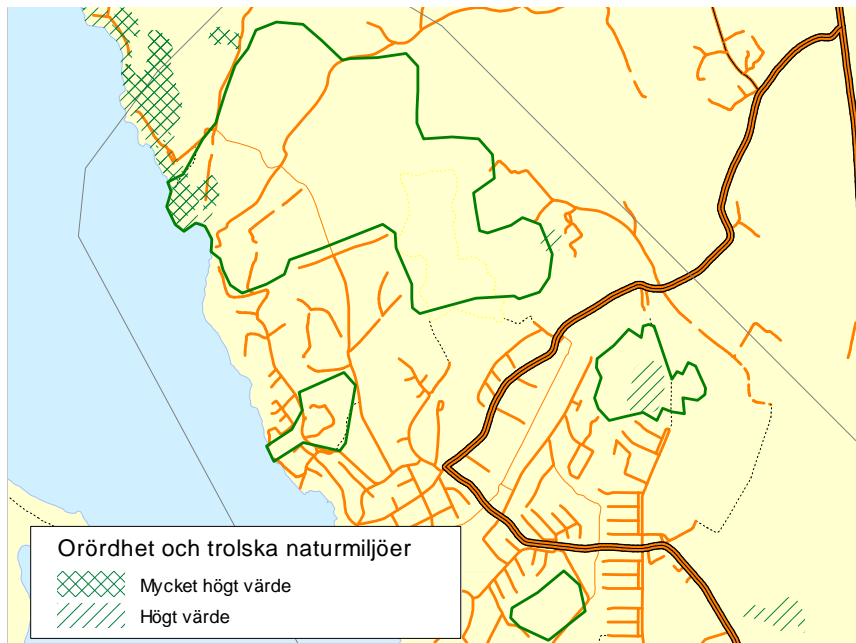 Orördhet och trolska naturmiljöer
Mycket högt värde
Högt värde